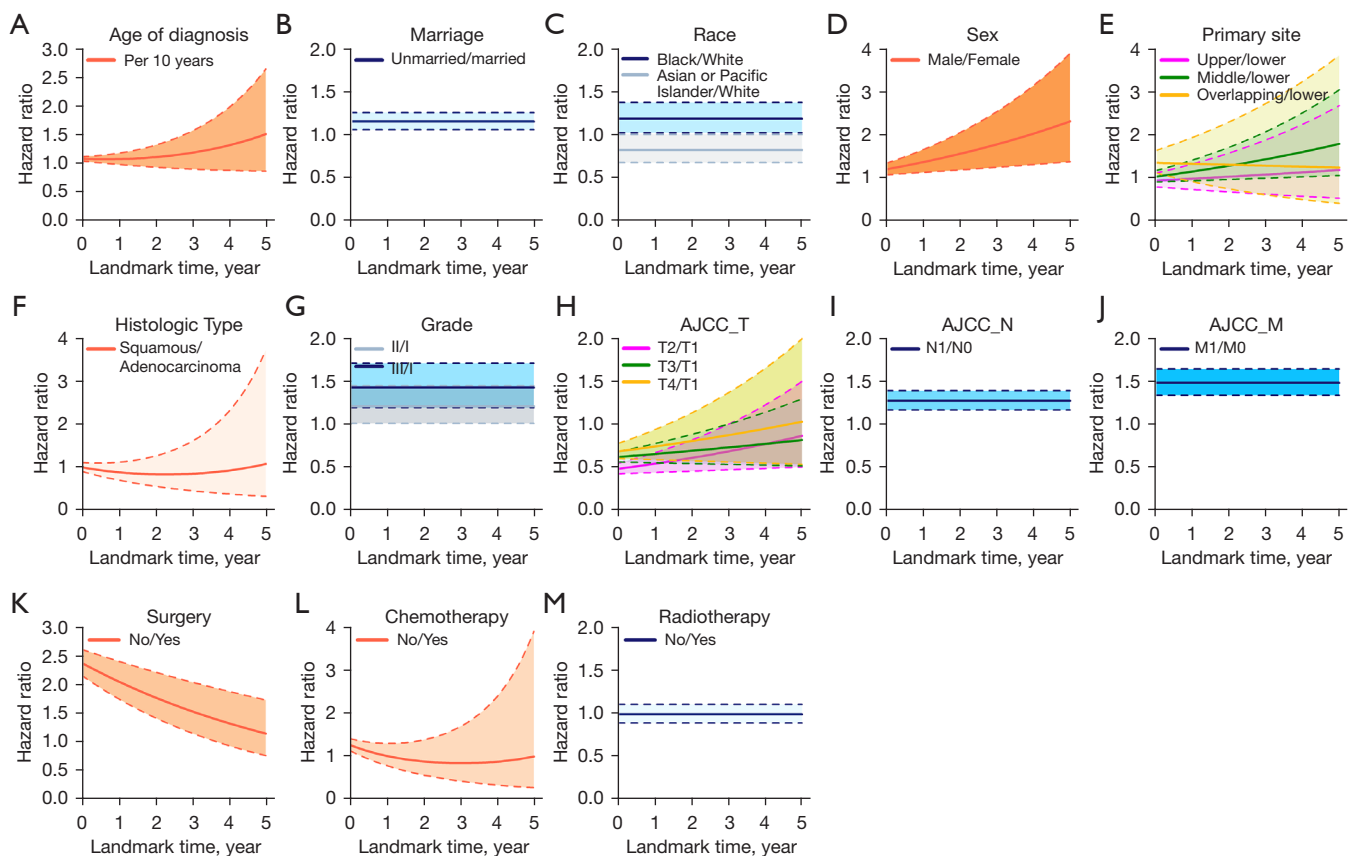 A
Age of diagnosis
Per 10 years
Hazard ratio
3.0
2.5
2.0
1.5
1.0
0.5
0.0
0 1 2 3 4 5
Landmark time, year
B
Marriage
Unmarried/married
Hazard ratio
2.0
1.5
1.0
0.5
0.0
0 1 2 3 4 5
Landmark time, year
C
Race
Black/White
Asian or Pacific
Islander/White
Hazard ratio
2.0
1.5
1.0
0.5
0.0
0 1 2 3 4 5
Landmark time, year
D
Sex
Male/Female
Hazard ratio
4
3
2
1
0
0 1 2 3 4 5
Landmark time, year
E
Primary site
Upper/lower
Middle/lower
Overlapping/lower
Hazard ratio
4
3
2
1
0
0 1 2 3 4 5
Landmark time, year
F
Histologic Type
Squamous/
Adenocarcinoma
Hazard ratio
4
3
2
1
0
0 1 2 3 4 5
Landmark time, year
G
Grade
II/I
III/I
Hazard ratio
2.0
1.5
1.0
0.5
0.0
0 1 2 3 4 5
Landmark time, year
H
AJCC_T
T2/T1
T3/T1
T4/T1
Hazard ratio
2.0
1.5
1.0
0.5
0.0
0 1 2 3 4 5
Landmark time, year
I
AJCC_N
N1/N0
Hazard ratio
2.0
1.5
1.0
0.5
0.0
0 1 2 3 4 5
Landmark time, year
J
AJCC_M
M1/M0
Hazard ratio
2.0
1.5
1.0
0.5
0.0
0 1 2 3 4 5
Landmark time, year
K
Surgery
No/Yes
Hazard ratio
3.0
2.5
2.0
1.5
1.0
0.5
0.0
0 1 2 3 4 5
Landmark time, year
L
Chemotherapy
No/Yes
Hazard ratio
4
3
2
1
0
0 1 2 3 4 5
Landmark time, year
M
Radiotherapy
No/Yes
Hazard ratio
2.0
1.5
1.0
0.5
0.0
0 1 2 3 4 5
Landmark time, year